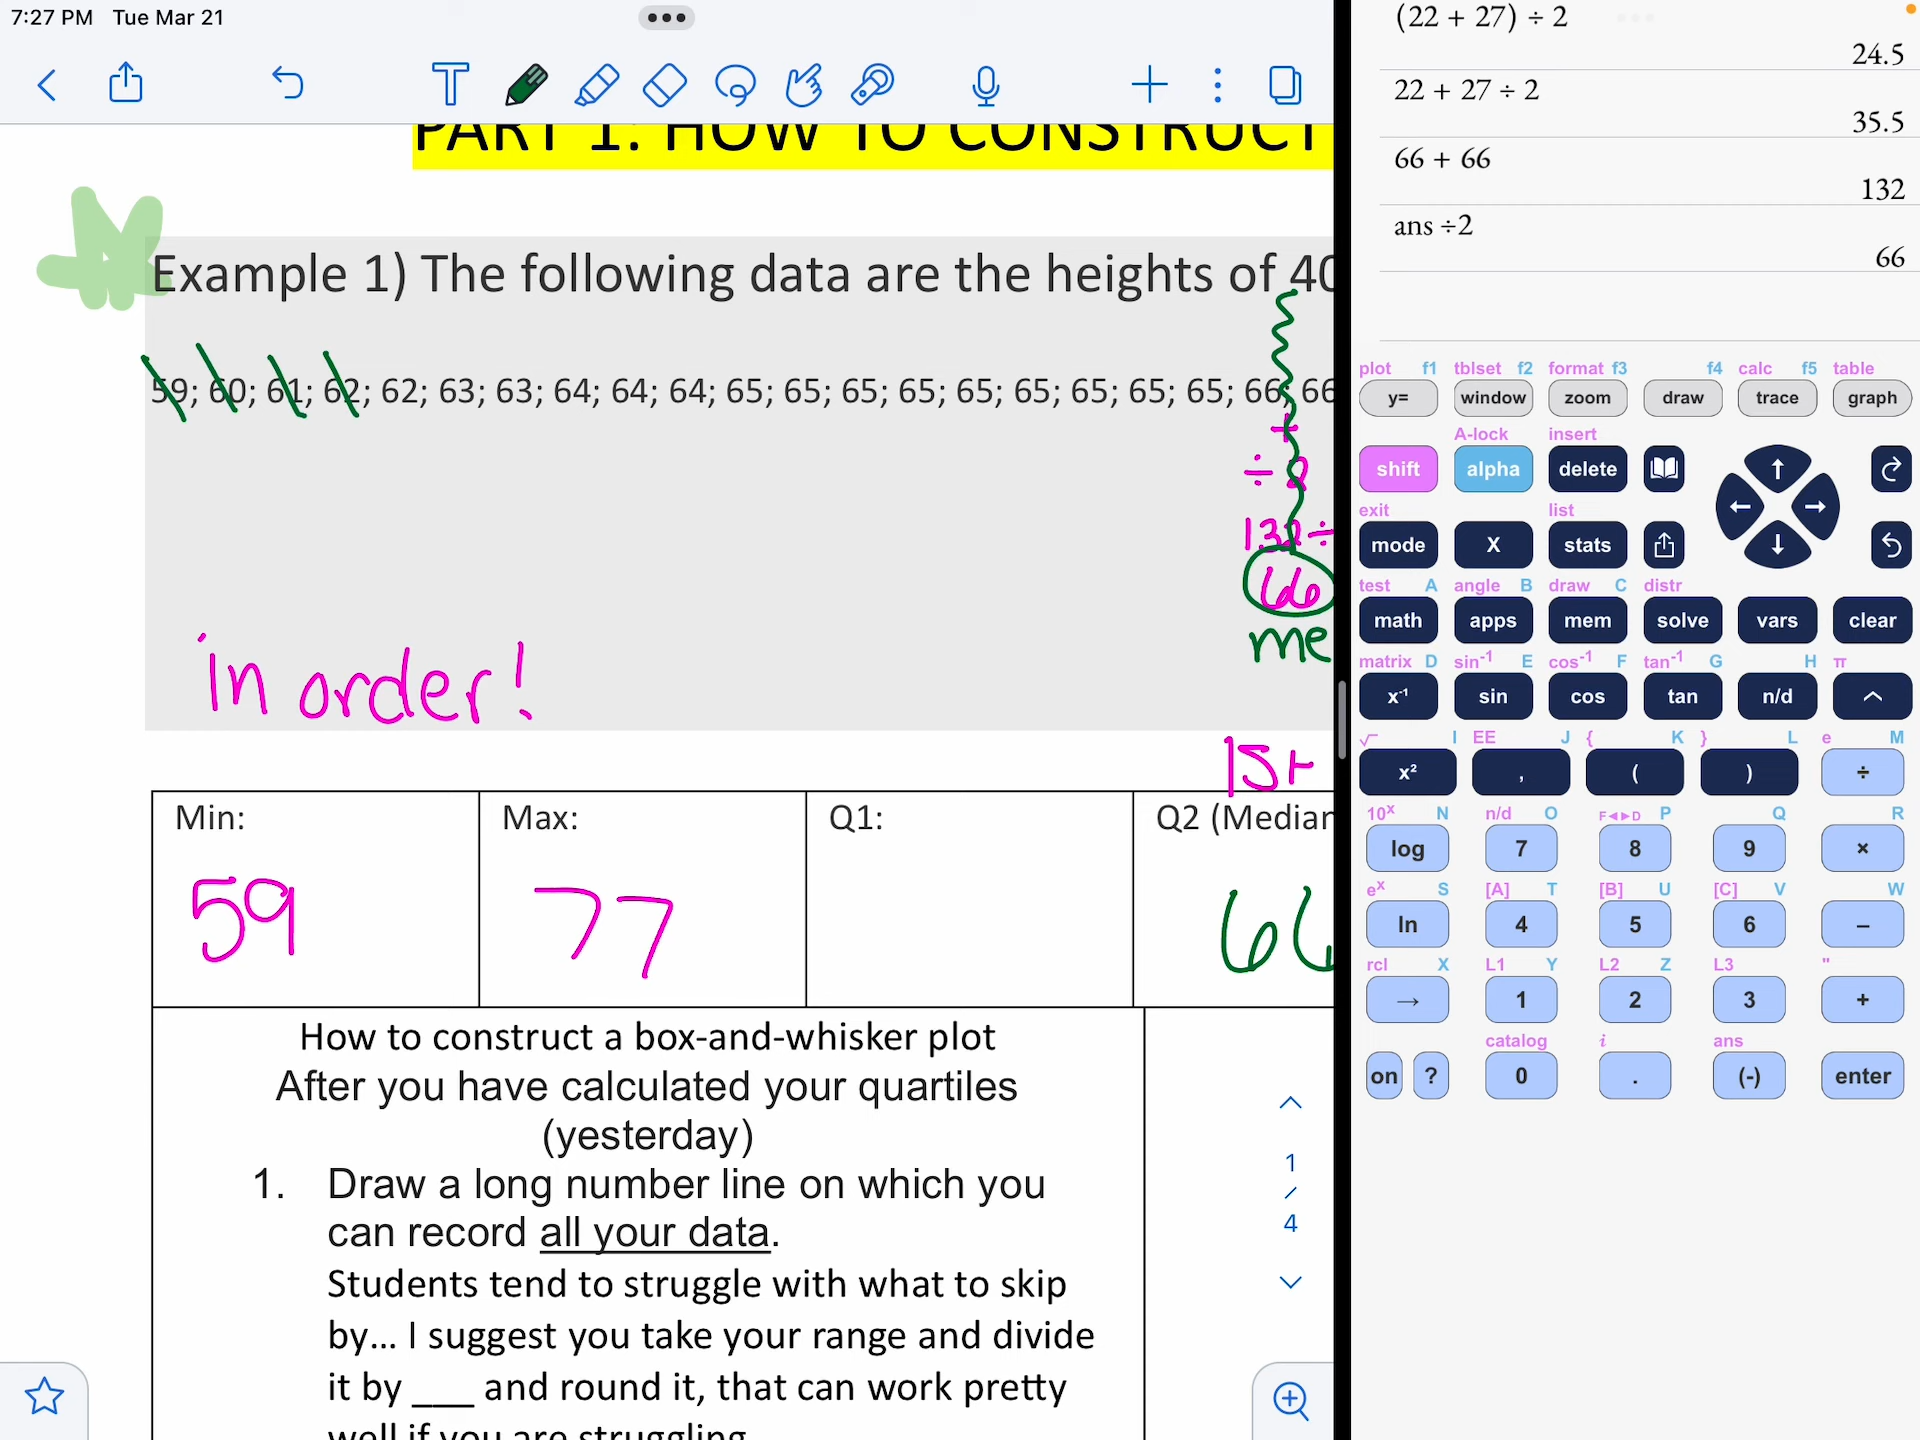 7:27 PM Tue Mar 21
PART 1: HOW TO CONSTRUCT
Example 1) The following data are the heights of 40
59; 60; 61; 62; 62; 63; 63; 64; 64; 64; 65; 65; 65; 65; 65; 65; 65; 65; 65; 66; 66
+
÷ 2
132 ÷
66
me
in order!
1st
Min: Max: Q1: Q2 (Median
59 77 66
How to construct a box-and-whisker plot
After you have calculated your quartiles
(yesterday)
1. Draw a long number line on which you
can record all your data.
Students tend to struggle with what to skip
by... I suggest you take your range and divide
it by ___ and round it, that can work pretty
well if you are struggling
1
/
4
(22 + 27) ÷ 2
24.5
22 + 27 ÷ 2
35.5
66 + 66
132
ans ÷2
66
plot f1 tblset f2 format f3 f4 calc f5 table
y= window zoom draw trace graph
A-lock insert
shift alpha delete
exit list
mode X stats
test A angle B draw C distr
math apps mem solve vars clear
matrix D sin⁻¹ E cos⁻¹ F tan⁻¹ G H π
x⁻¹ sin cos tan n/d ^
√ I EE J { K } L e M
x² , ( ) ÷
10ˣ N n/d O F◄►D P Q R
log 7 8 9 ×
eˣ S [A] T [B] U [C] V W
ln 4 5 6 −
rcl X L1 Y L2 Z L3 "
→ 1 2 3 +
catalog i ans
on ? 0 . (-) enter